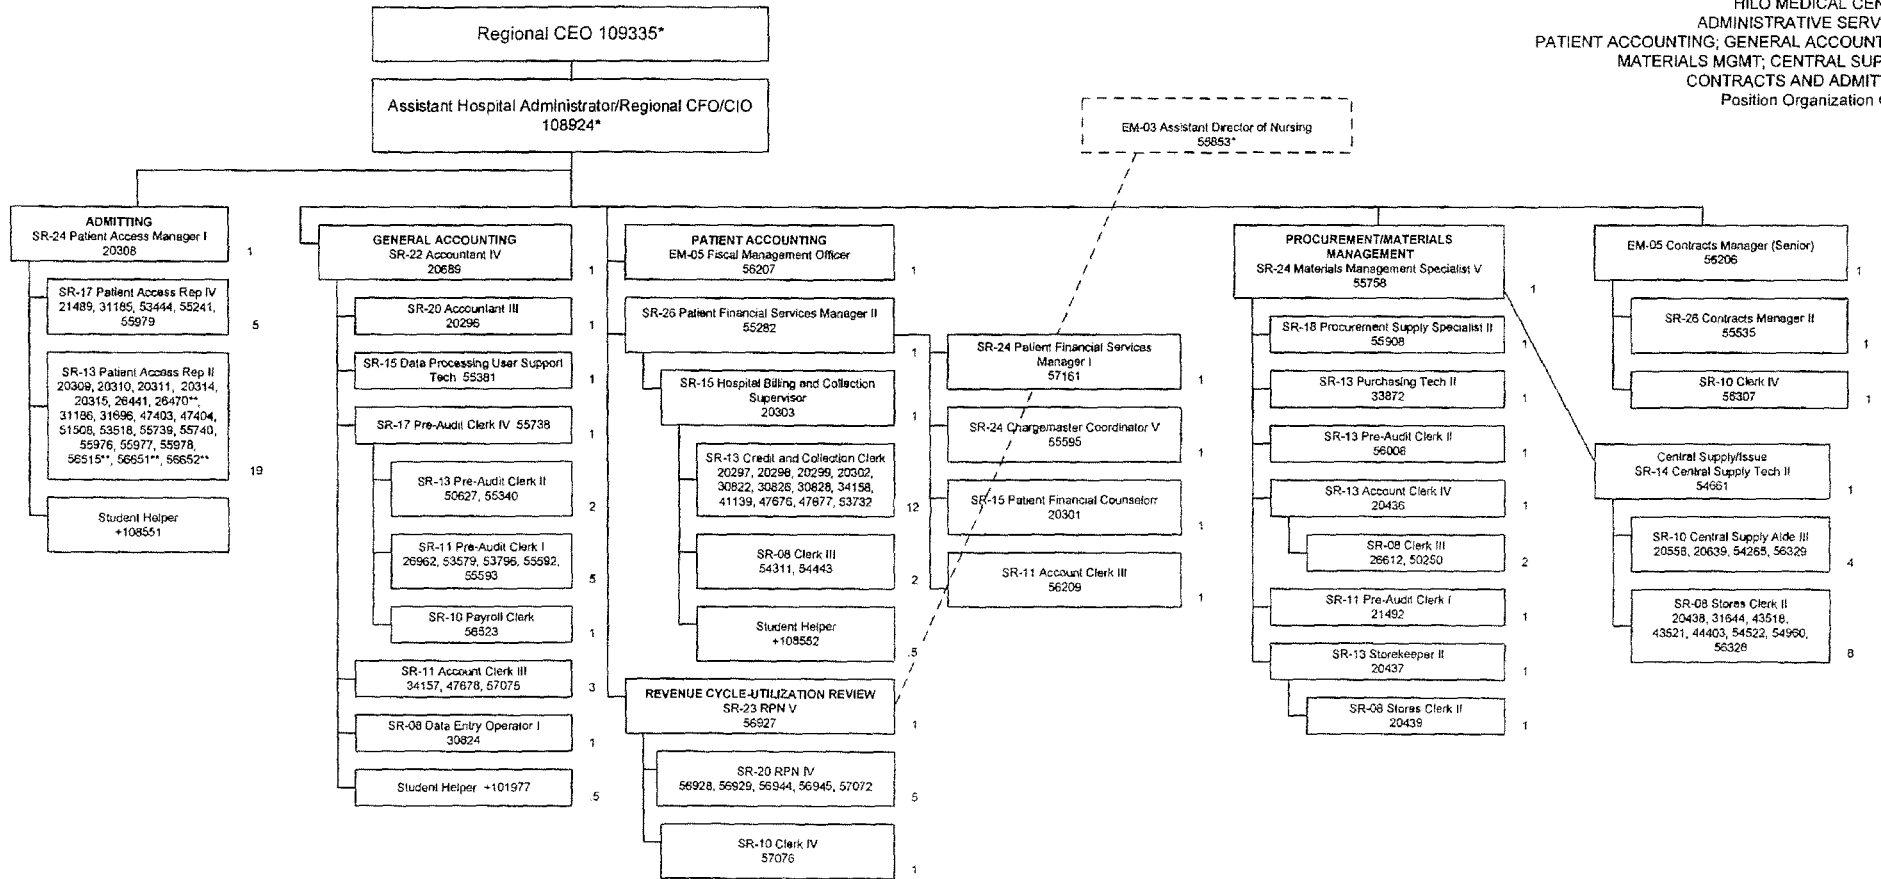 HILO MEDICAL CEN
ADMINISTRATIVE SERV
PATIENT ACCOUNTING; GENERAL ACCOUNT
MATERIALS MGMT; CENTRAL SUP
CONTRACTS AND ADMIT
Position Organization
Regional CEO 109335*
Assistant Hospital Administrator/Regional CFO/CIO
108924*
EM-03 Assistant Director of Nursing
55853*
ADMITTING
SR-24 Patient Access Manager I
20308
1
SR-17 Patient Access Rep IV
21489, 31185, 53444, 55241,
55979
5
SR-13 Patient Access Rep II
20309, 20310, 20311, 20314,
20315, 26441, 26470**,
31186, 31696, 47403, 47404,
51508, 53518, 55739, 55740,
55976, 55977, 55978,
56515**, 56651**, 56652**
19
Student Helper
+108551
GENERAL ACCOUNTING
SR-22 Accountant IV
20689
1
SR-20 Accountant III
20296
1
SR-15 Data Processing User Support
Tech 55381
1
SR-17 Pre-Audit Clerk IV 55738
1
SR-13 Pre-Audit Clerk II
50627, 55340
2
SR-11 Pre-Audit Clerk I
26962, 53579, 53796, 55592,
55593
5
SR-10 Payroll Clerk
56523
1
SR-11 Account Clerk III
34157, 47678, 57075
3
SR-08 Data Entry Operator I
30824
1
Student Helper +101977
.5
PATIENT ACCOUNTING
EM-05 Fiscal Management Officer
56207
1
SR-26 Patient Financial Services Manager II
55282
1
SR-15 Hospital Billing and Collection
Supervisor
20303
1
SR-13 Credit and Collection Clerk
20297, 20298, 20299, 20302,
30822, 30826, 30828, 34158,
41139, 47676, 47677, 53732
12
SR-08 Clerk III
54311, 54443
2
Student Helper
+108552
.5
REVENUE CYCLE-UTILIZATION REVIEW
SR-23 RPN V
56927
1
SR-20 RPN IV
56928, 56929, 56944, 56945, 57072
5
SR-10 Clerk IV
57076
1
SR-24 Patient Financial Services
Manager I
57161
1
SR-24 Chargemaster Coordinator V
55595
1
SR-15 Patient Financial Counselorr
20301
1
SR-11 Account Clerk III
56209
1
PROCUREMENT/MATERIALS
MANAGEMENT
SR-24 Materials Management Specialist V
55758
1
SR-18 Procurement Supply Specialist II
55908
1
SR-13 Purchasing Tech II
33872
1
SR-13 Pre-Audit Clerk II
56008
1
SR-13 Account Clerk IV
20436
1
SR-08 Clerk III
26612, 50250
2
SR-11 Pre-Audit Clerk I
21492
1
SR-13 Storekeeper II
20437
1
SR-08 Stores Clerk II
20439
1
EM-05 Contracts Manager (Senior)
56206
1
SR-26 Contracts Manager II
55535
1
SR-10 Clerk IV
56307
1
Central Supply/Issue
SR-14 Central Supply Tech II
54661
1
SR-10 Central Supply Aide III
20558, 20639, 54265, 56329
4
SR-08 Stores Clerk II
20438, 31644, 43518,
43521, 44403, 54522, 54960,
56328
8